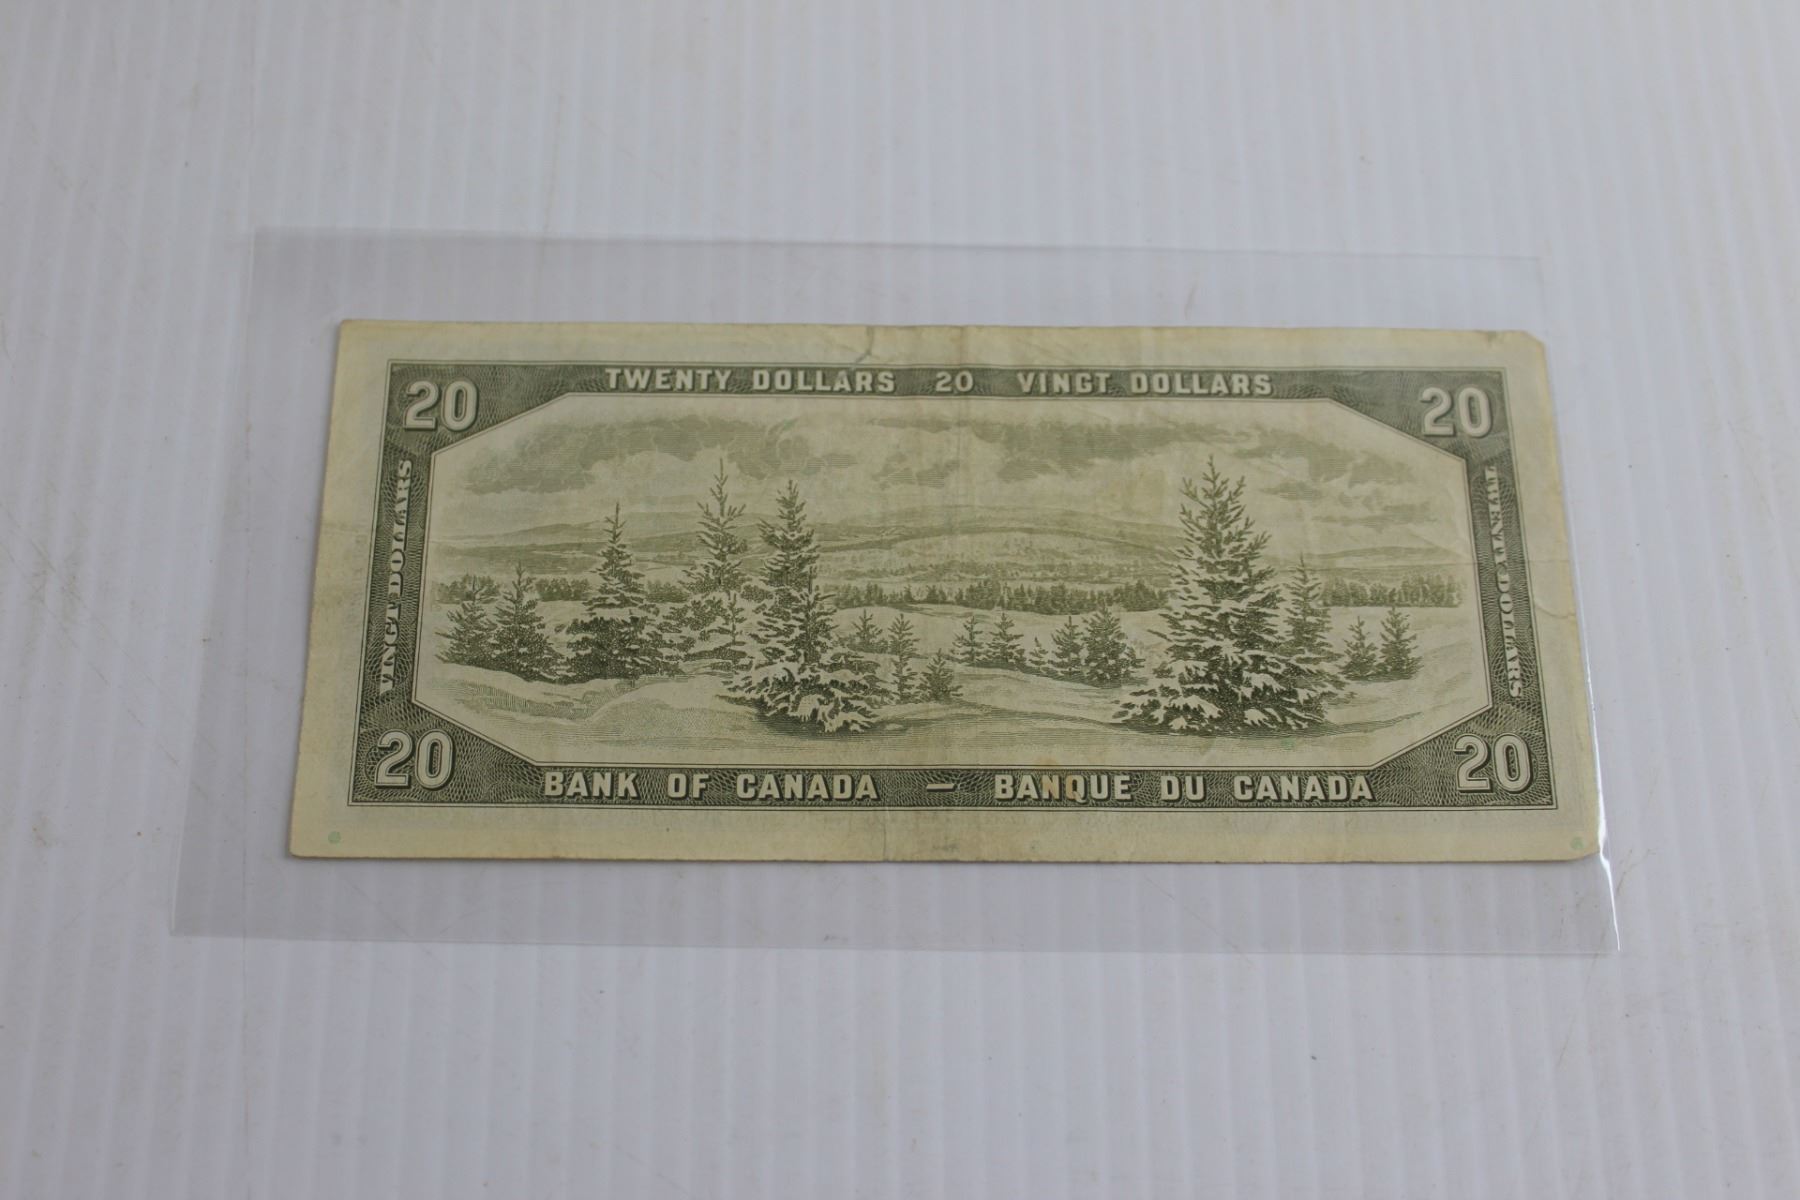 TWENTY DOLLARS 20 VINGT DOLLARS
20
20
VINGT DOLLARS
TWENTY DOLLARS
20
20
BANK OF CANADA – BANQUE DU CANADA